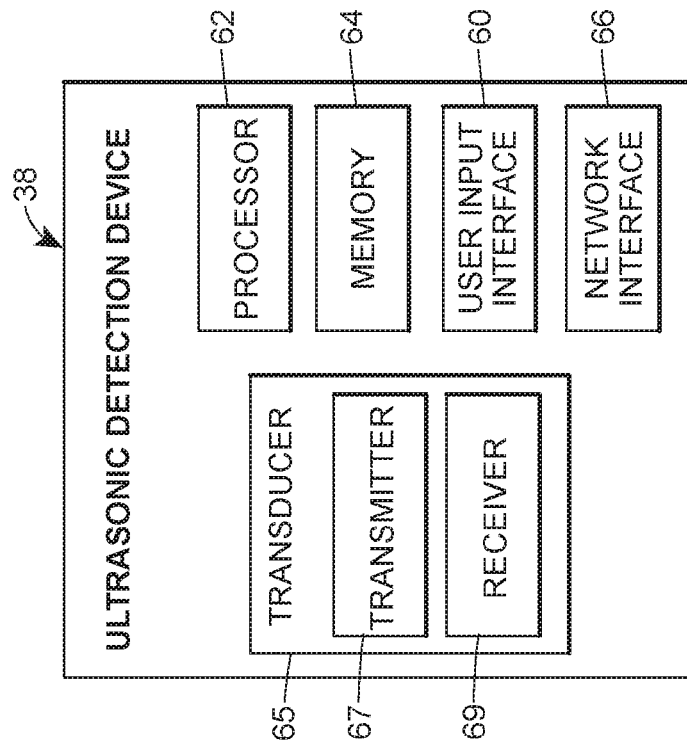 38
ULTRASONIC DETECTION DEVICE
65
TRANSDUCER
67
TRANSMITTER
69
RECEIVER
PROCESSOR
62
MEMORY
64
USER INPUT
INTERFACE
60
NETWORK
INTERFACE
66